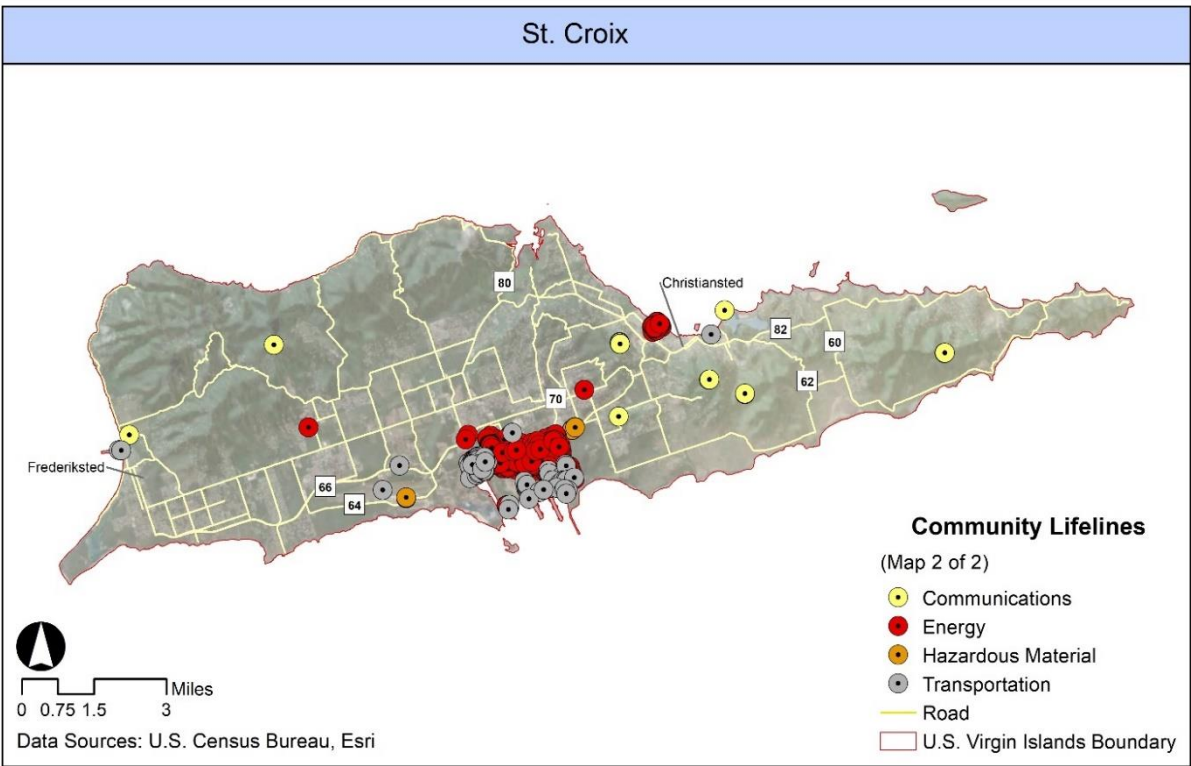 St. Croix
Christiansted
80
82
60
62
70
Frederiksted
66
64
Community Lifelines
(Map 2 of 2)
Communications
Energy
Hazardous Material
Transportation
Road
U.S. Virgin Islands Boundary
Miles
0 0.75 1.5 3
Data Sources: U.S. Census Bureau, Esri